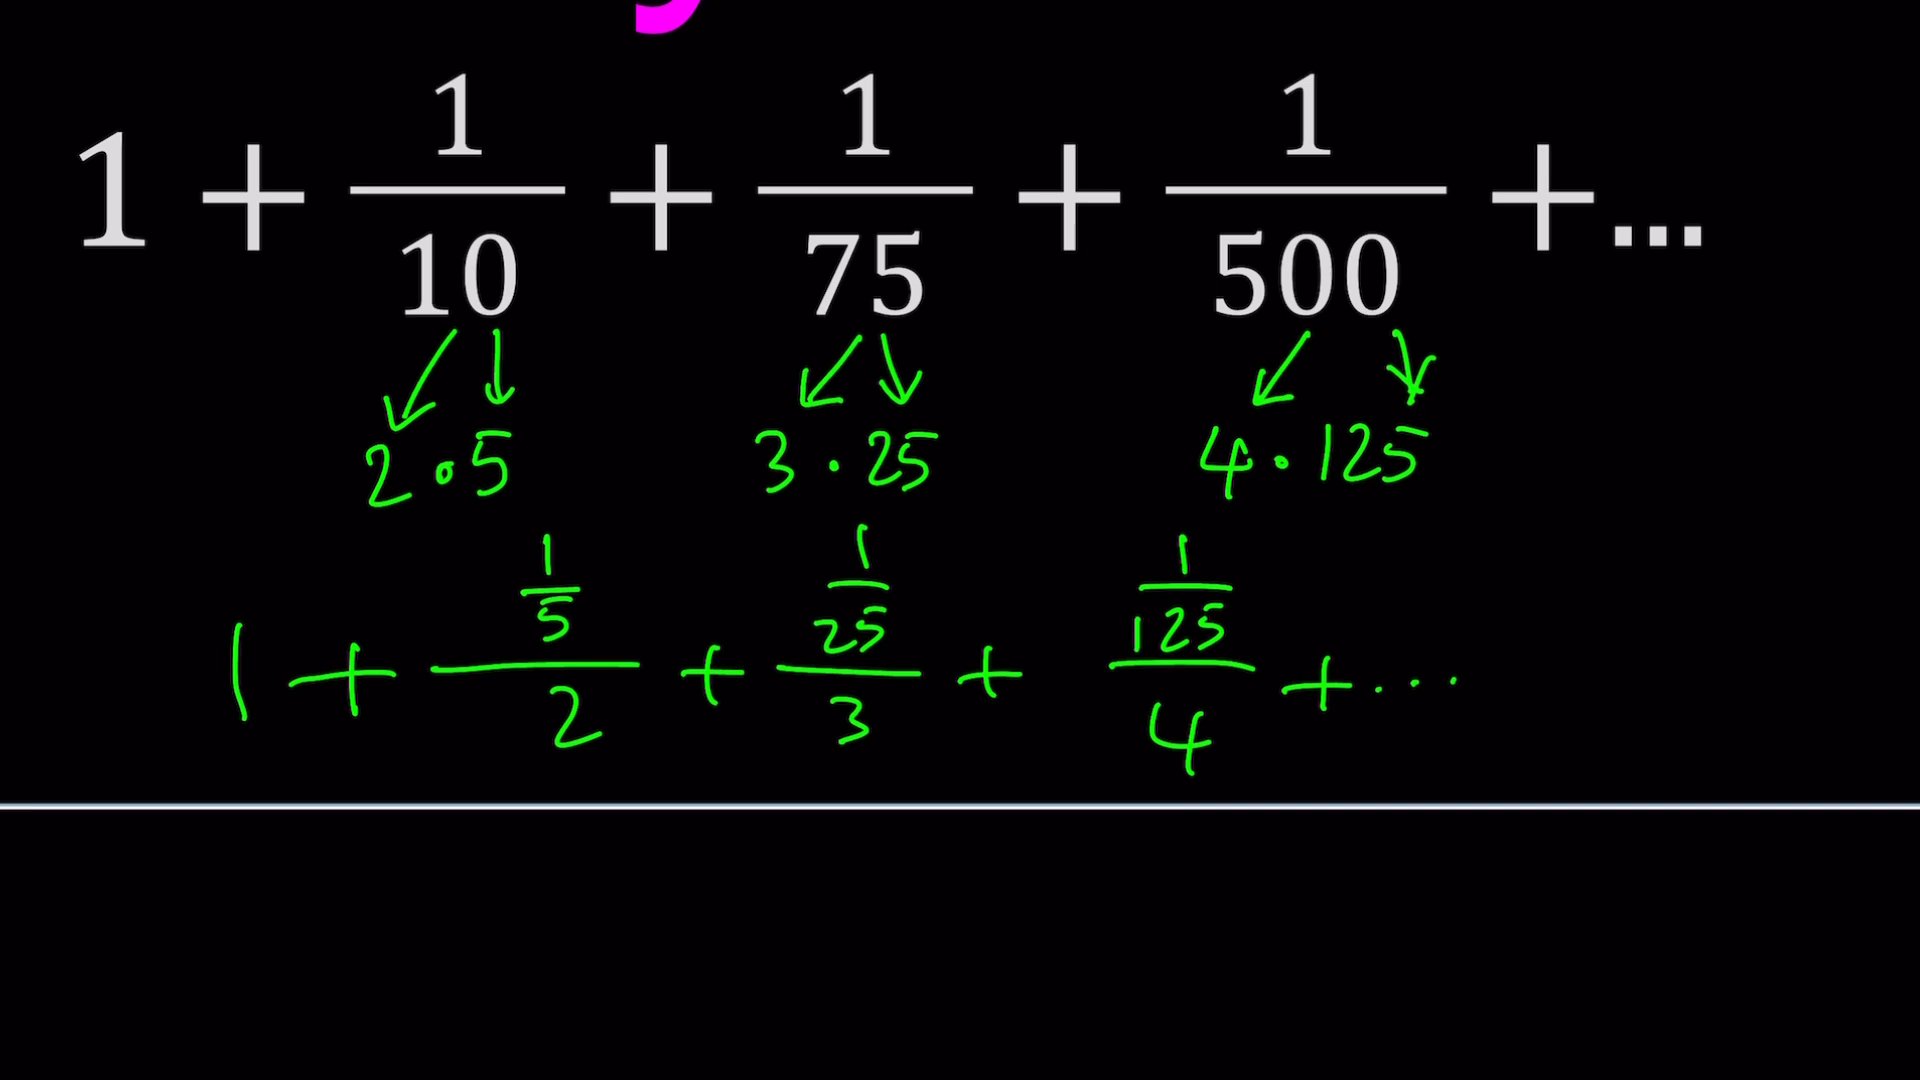 1 + 1/10 + 1/75 + 1/500 + ...
2 · 5 3 · 25 4 · 125
1 + (1/5)/2 + (1/25)/3 + (1/125)/4 + ...